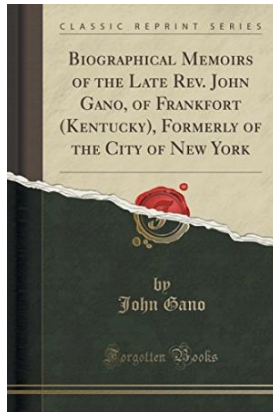 CLASSIC REPRINT SERIES
BIOGRAPHICAL MEMOIRS
OF THE LATE REV. JOHN
GANO, OF FRANKFORT
(KENTUCKY), FORMERLY OF
THE CITY OF NEW YORK
by
John Gano
Forgotten Books